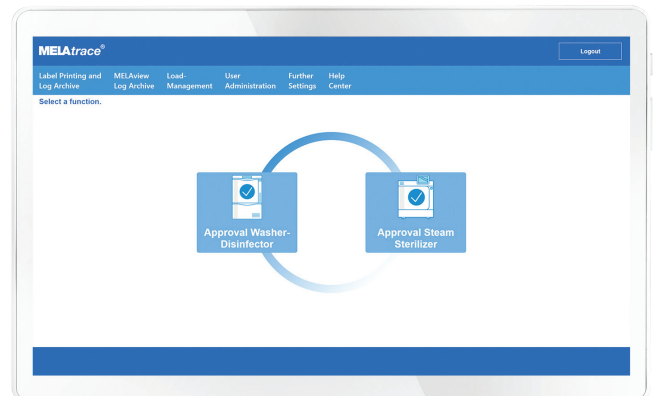 MELAtrace®
Logout
Label Printing and
Log Archive
MELAview
Log Archive
Load-
Management
User
Administration
Further
Settings
Help
Center
Select a function.
Approval Washer-
Disinfector
Approval Steam
Sterilizer